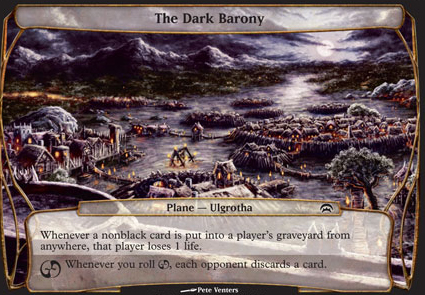 The Dark Barony
Plane — Ulgrotha
Whenever a nonblack card is put into a player's graveyard from
anywhere, that player loses 1 life.
Whenever you roll , each opponent discards a card.
Pete Venters